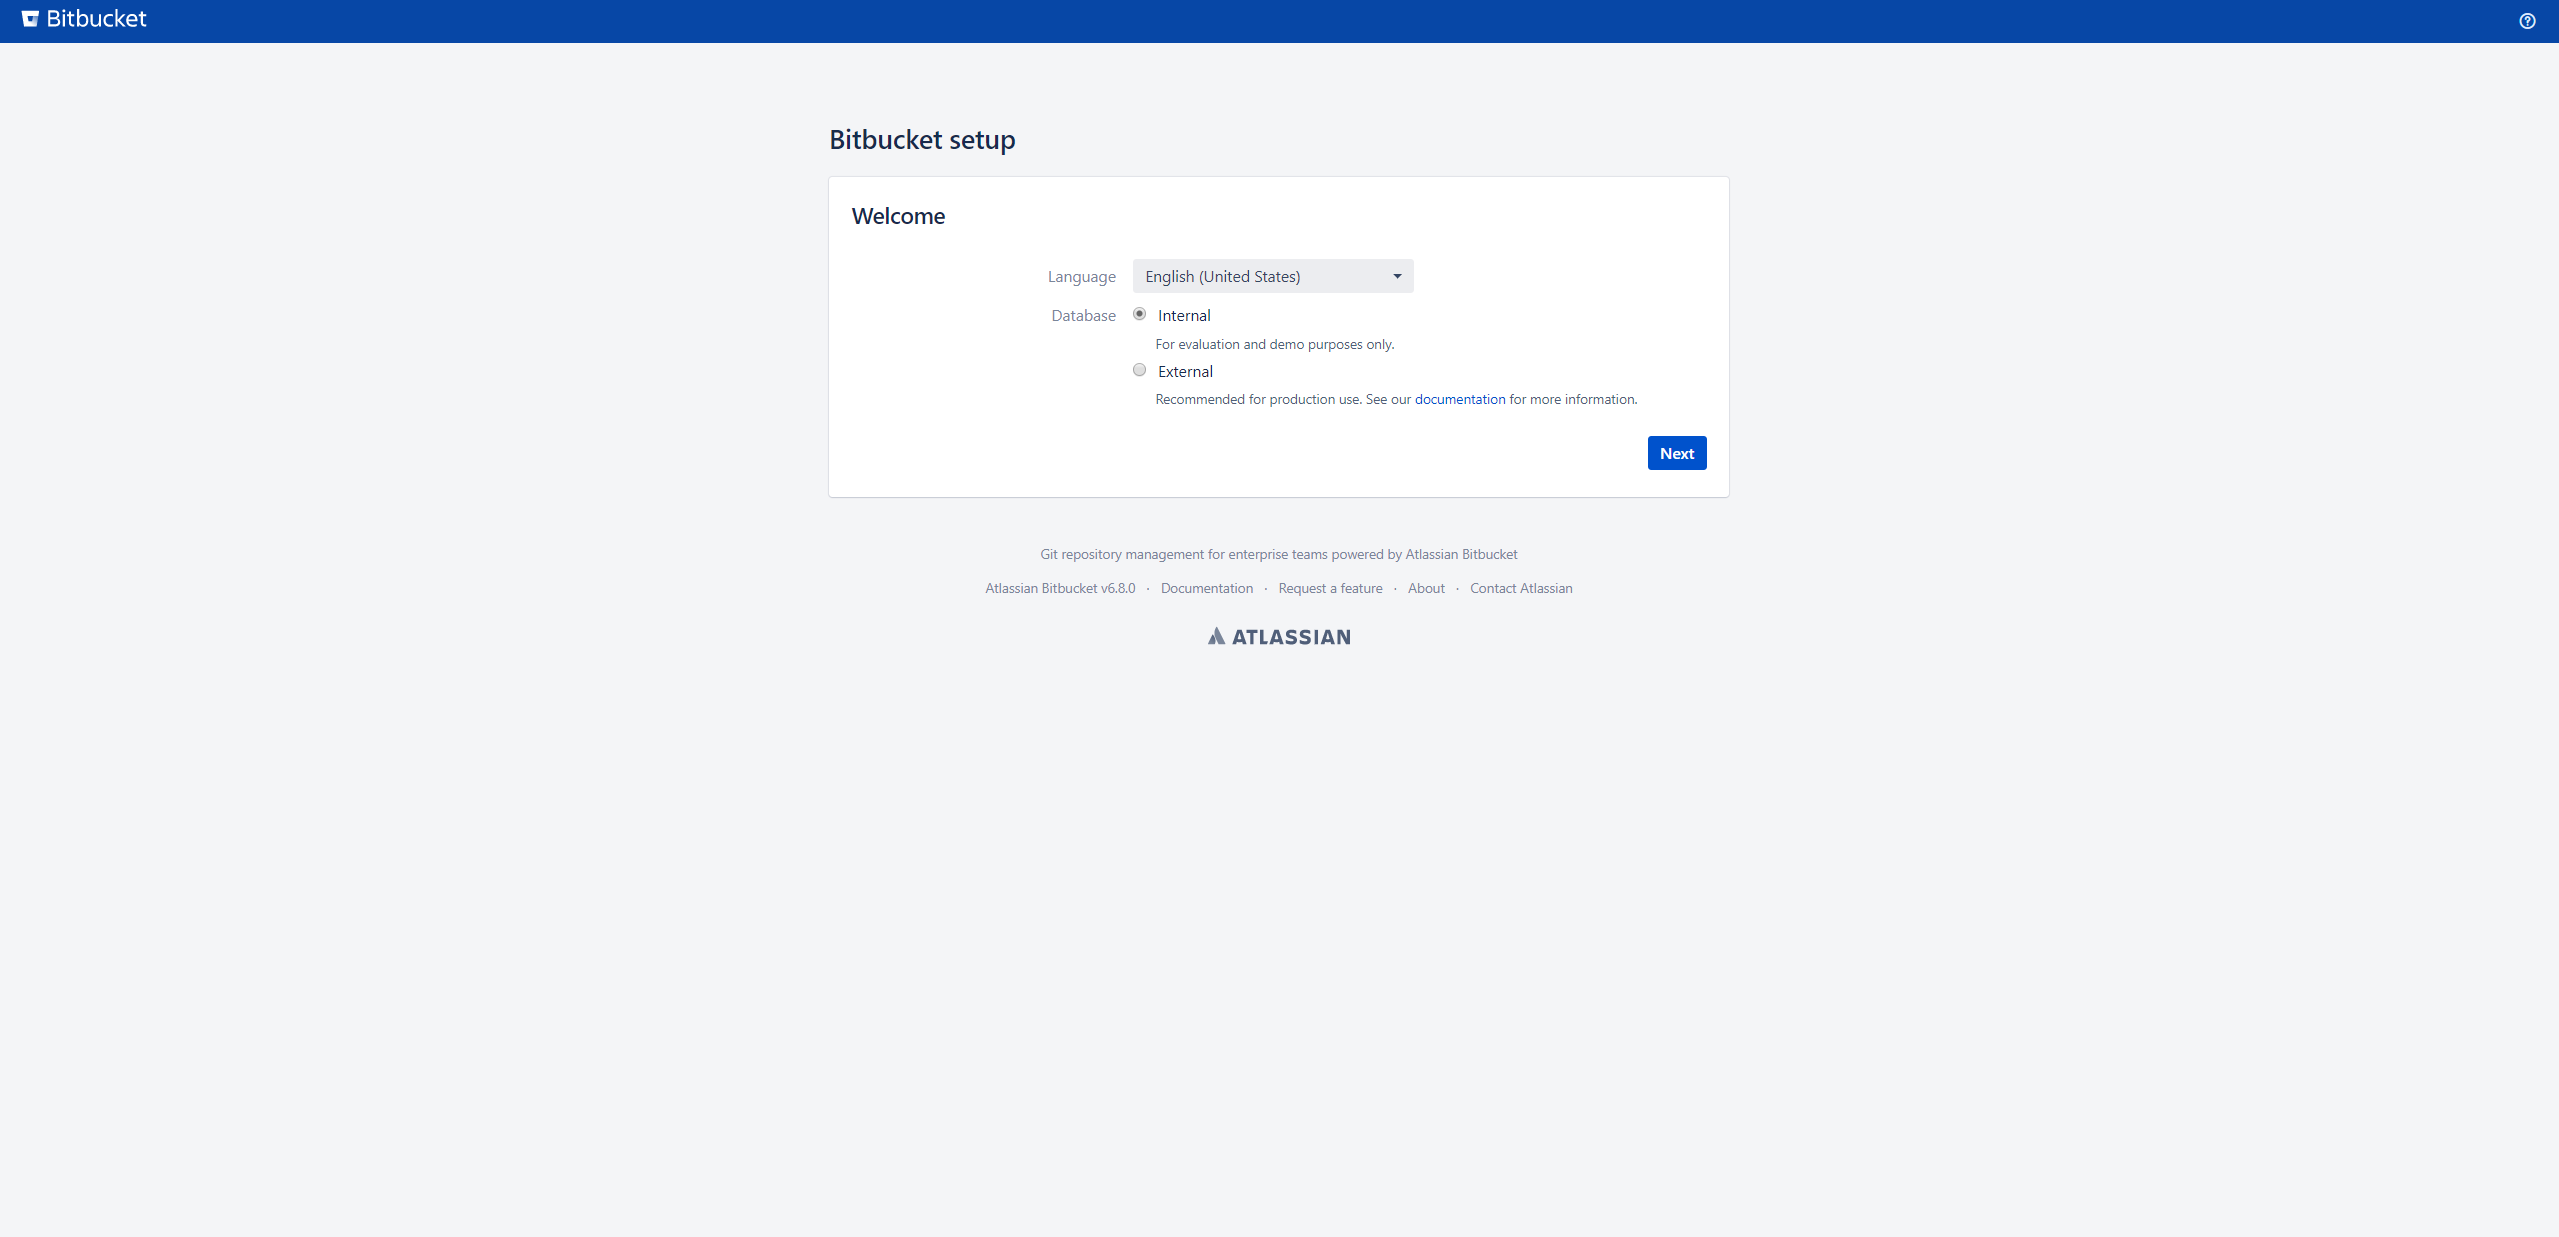 Bitbucket
Bitbucket setup
Welcome
Language English (United States)
Database Internal
For evaluation and demo purposes only.
External
Recommended for production use. See our documentation for more information.
Next
Git repository management for enterprise teams powered by Atlassian Bitbucket
Atlassian Bitbucket v6.8.0 · Documentation · Request a feature · About · Contact Atlassian
ATLASSIAN